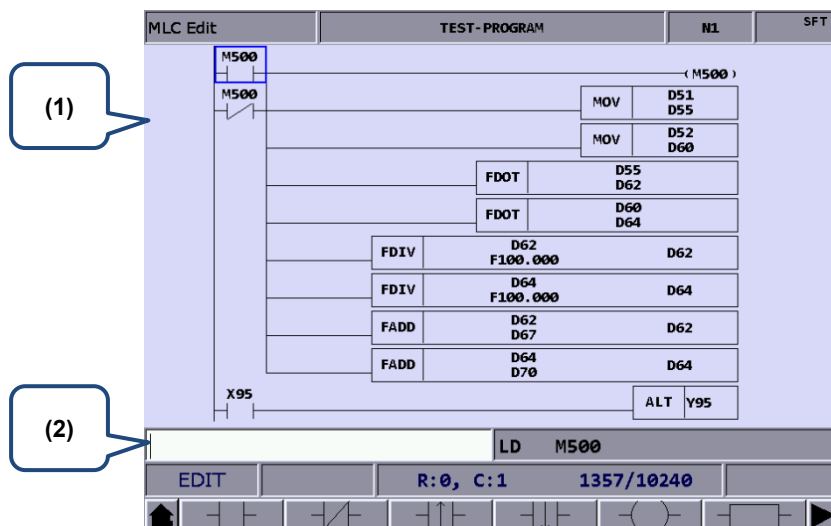 MLC Edit TEST-PROGRAM N1 SFT
M500
(M500)
M500
MOV D51
D55
MOV D52
D60
FDOT D55
D62
FDOT D60
D64
FDIV D62
F100.000 D62
FDIV D64
F100.000 D64
FADD D62
D67 D62
FADD D64
D70 D64
X95
ALT Y95
(1)
(2)
LD M500
EDIT R:0, C:1 1357/10240